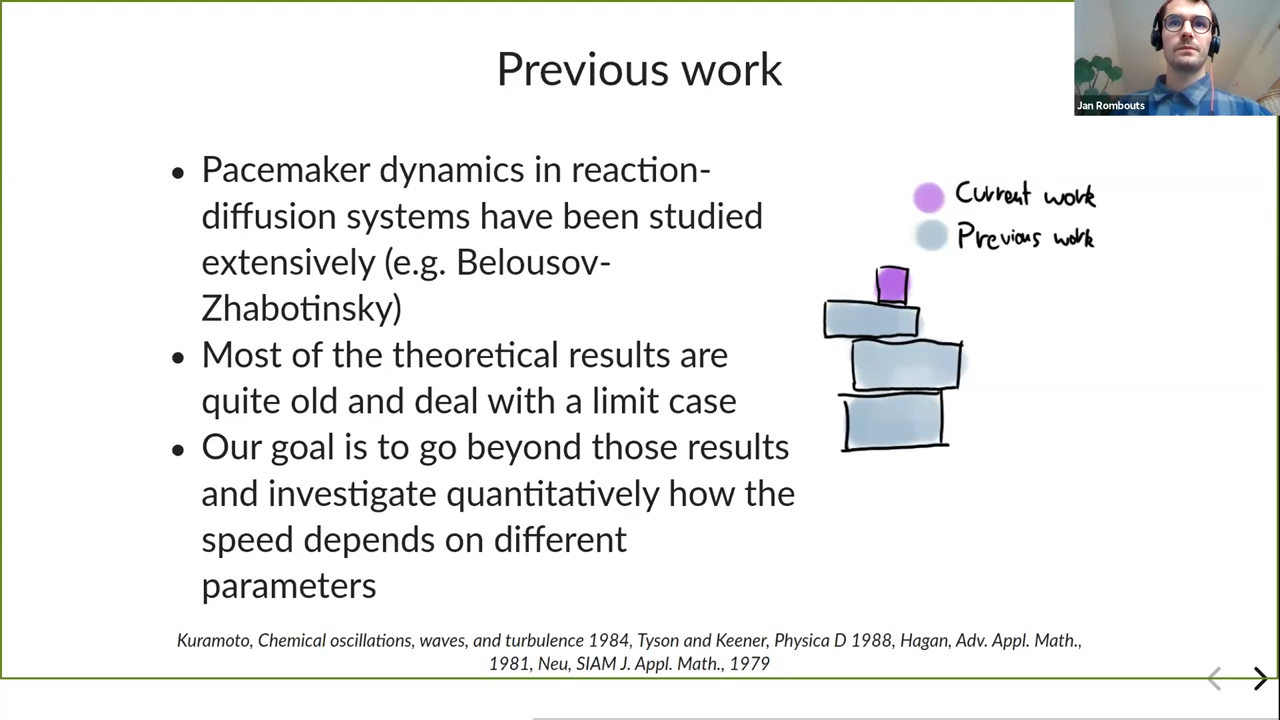 Previous work
Jan Rombouts
• Pacemaker dynamics in reaction-
diffusion systems have been studied
extensively (e.g. Belousov-
Zhabotinsky)
• Most of the theoretical results are
quite old and deal with a limit case
• Our goal is to go beyond those results
and investigate quantitatively how the
speed depends on different
parameters
Current work
Previous work
Kuramoto, Chemical oscillations, waves, and turbulence 1984, Tyson and Keener, Physica D 1988, Hagan, Adv. Appl. Math.,
1981, Neu, SIAM J. Appl. Math., 1979